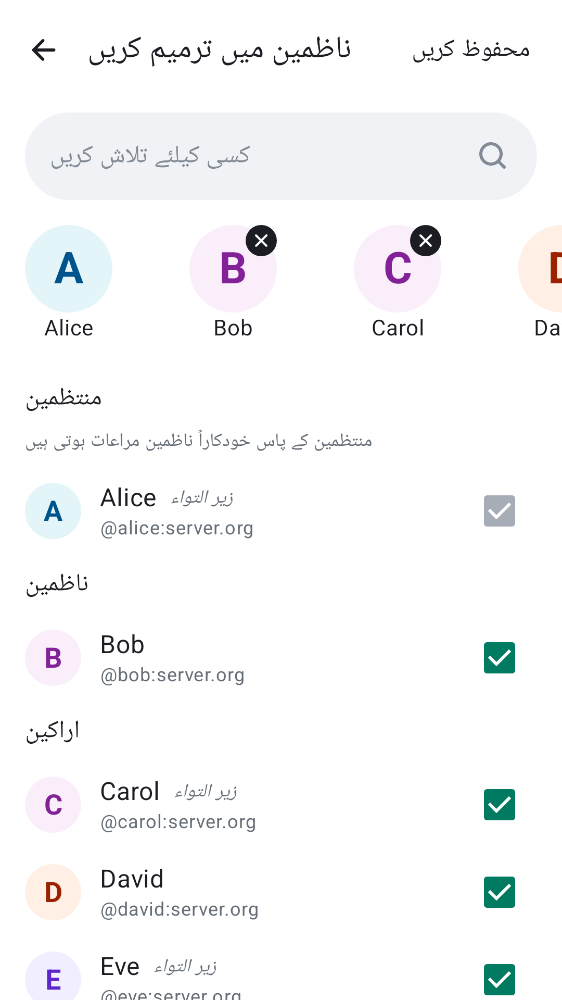 ناظمین میں ترمیم کریں
محفوظ کریں
کسی کیلئے تلاش کریں
A
B
C
D
Alice
Bob
Carol
Da
منتظمین
منتظمین کے پاس خودکاراً ناظمین مراعات ہوتی ہیں
A
Alice زیر التواء
@alice:server.org
ناظمین
B
Bob
@bob:server.org
اراکین
C
Carol زیر التواء
@carol:server.org
D
David
@david:server.org
E
Eve زیر التواء
@eve:server.org